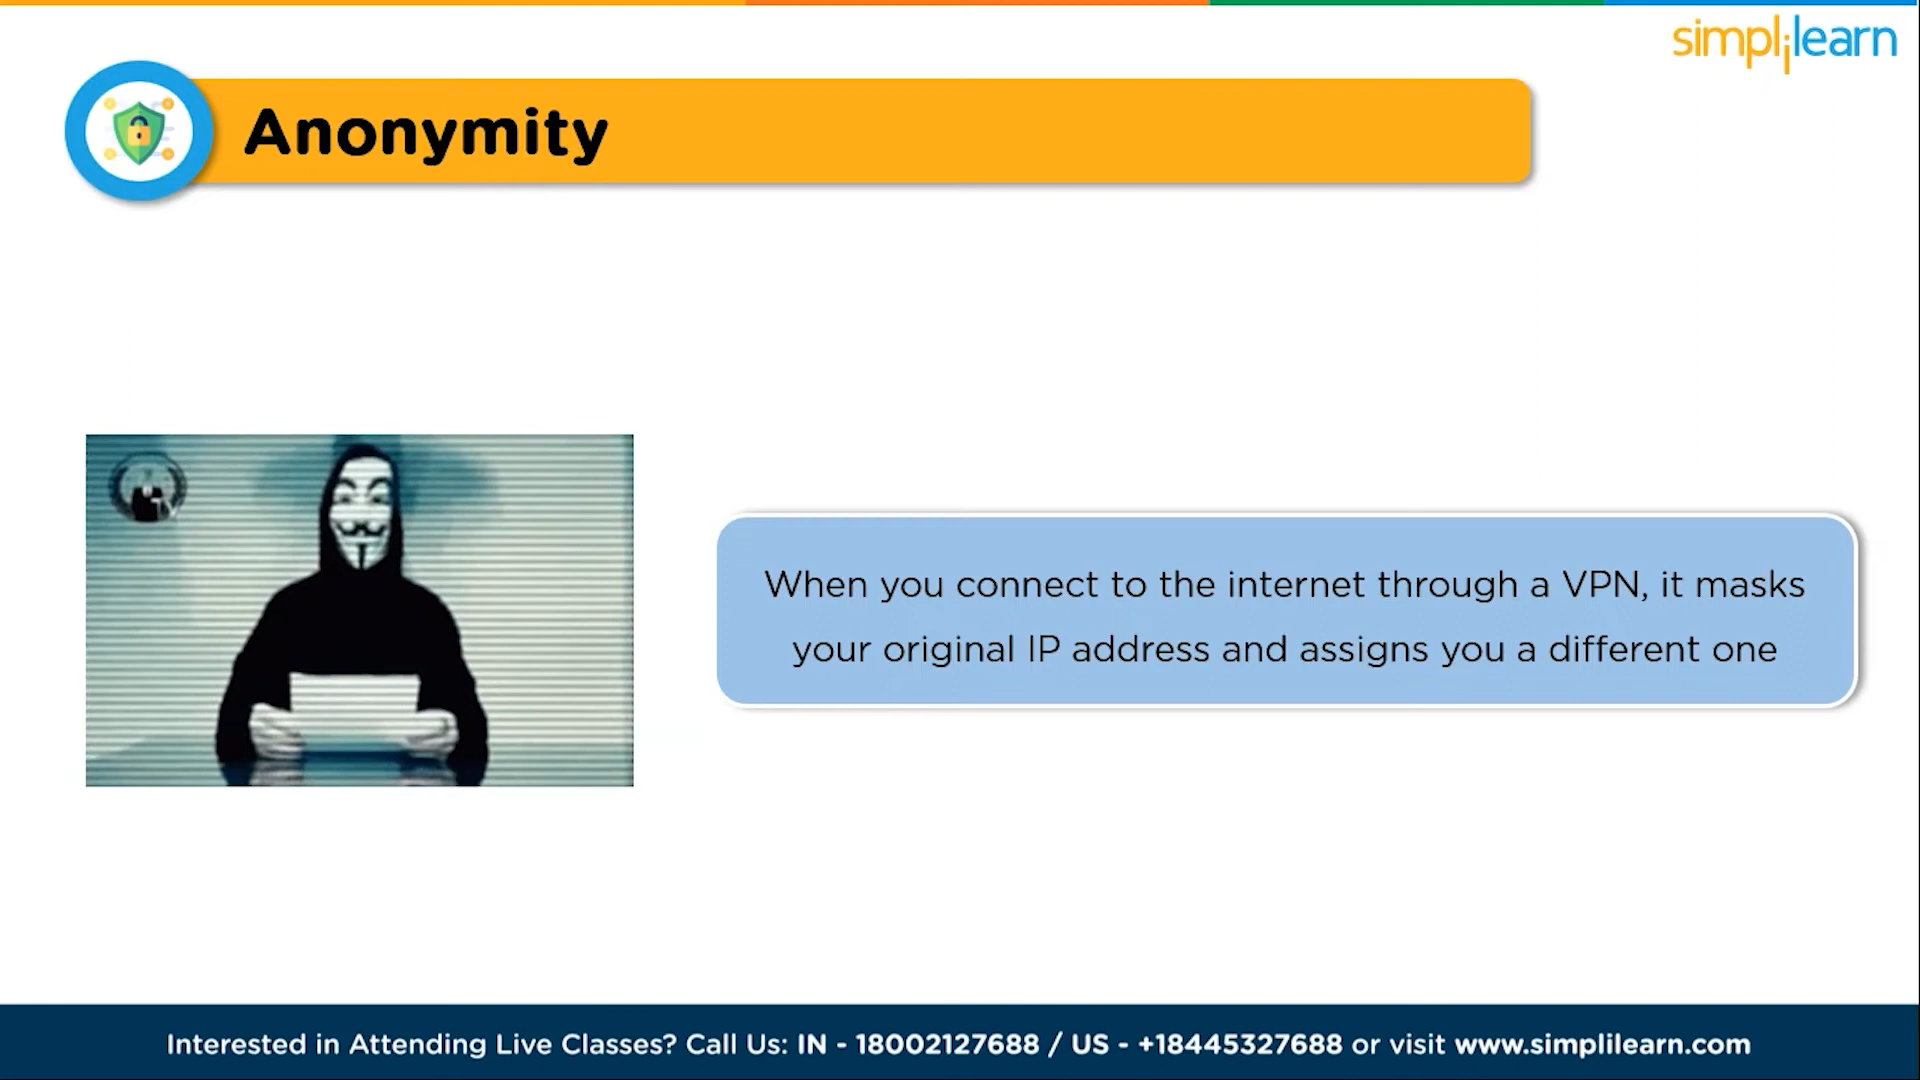 simplilearn
Anonymity
TV
When you connect to the internet through a VPN, it masks
your original IP address and assigns you a different one
Interested in Attending Live Classes? Call Us: IN - 18002127688 / US - +18445327688 or visit www.simplilearn.com